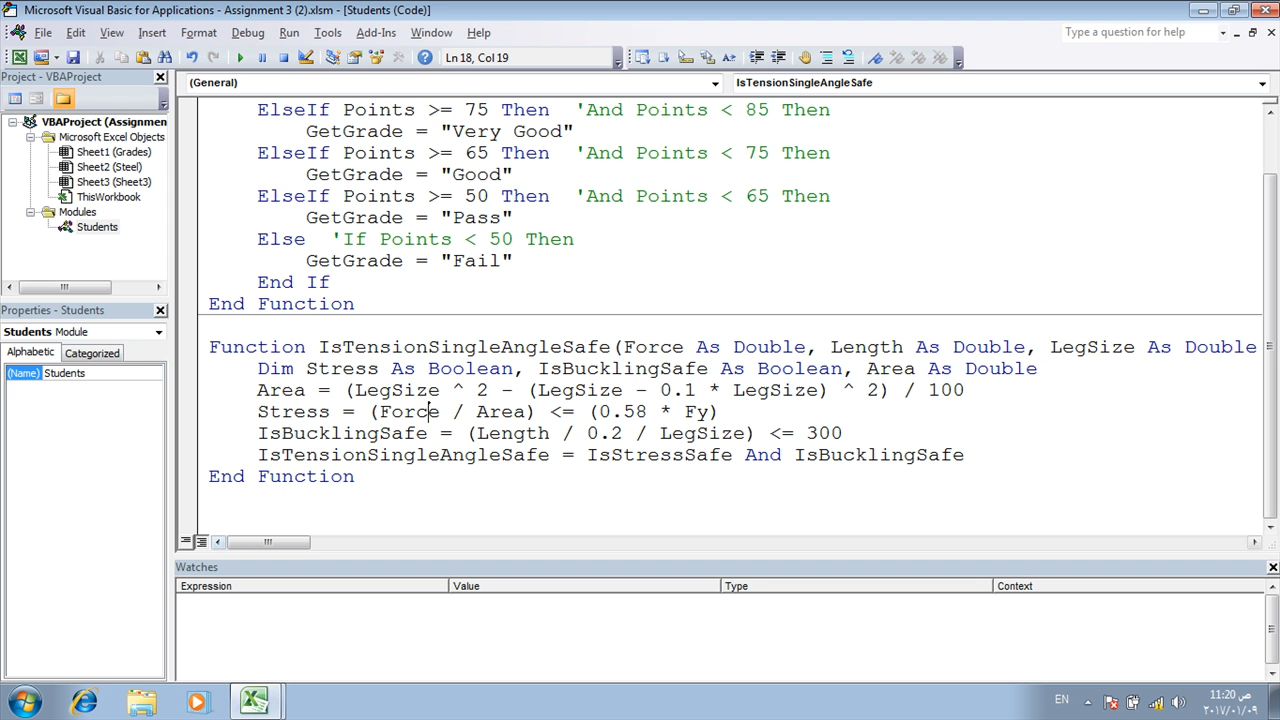 Microsoft Visual Basic for Applications - Assignment 3 (2).xlsm - [Students (Code)]
File Edit View Insert Format Debug Run Tools Add-Ins Window Help
Type a question for help
Ln 18, Col 19
Project - VBAProject
(General)
IsTensionSingleAngleSafe
VBAProject (Assignmen
Microsoft Excel Objects
Sheet1 (Grades)
Sheet2 (Steel)
Sheet3 (Sheet3)
ThisWorkbook
Modules
Students
ElseIf Points >= 75 Then 'And Points < 85 Then
GetGrade = "Very Good"
ElseIf Points >= 65 Then 'And Points < 75 Then
GetGrade = "Good"
ElseIf Points >= 50 Then 'And Points < 65 Then
GetGrade = "Pass"
Else 'If Points < 50 Then
GetGrade = "Fail"
End If
End Function
Function IsTensionSingleAngleSafe(Force As Double, Length As Double, LegSize As Double
Dim Stress As Boolean, IsBucklingSafe As Boolean, Area As Double
Area = (LegSize ^ 2 - (LegSize - 0.1 * LegSize) ^ 2) / 100
Stress = (Force / Area) <= (0.58 * Fy)
IsBucklingSafe = (Length / 0.2 / LegSize) <= 300
IsTensionSingleAngleSafe = IsStressSafe And IsBucklingSafe
End Function
Properties - Students
Students Module
Alphabetic Categorized
(Name) Students
Watches
Expression Value Type Context
EN
11:20 ص
٢٠١٧/٠١/٠٩